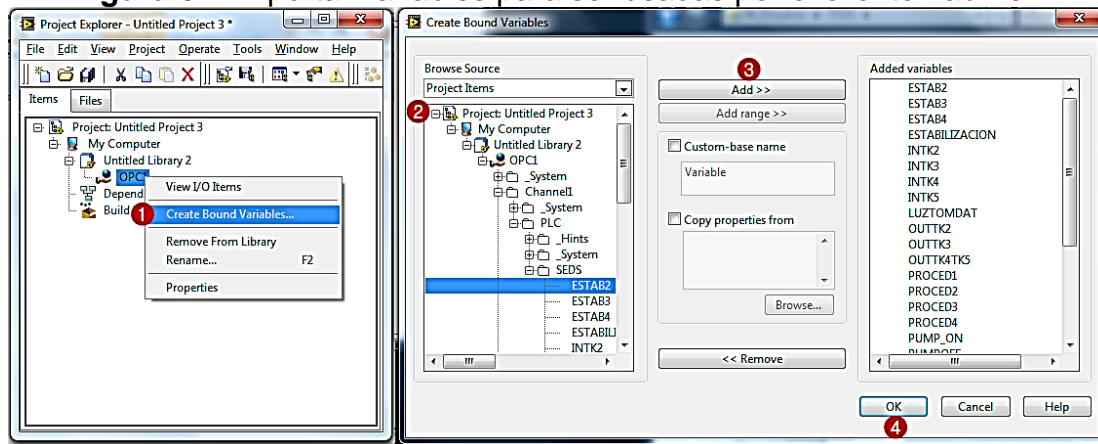 Project Explorer - Untitled Project 3 *
File Edit View Project Operate Tools Window Help
Items Files
Project: Untitled Project 3
My Computer
Untitled Library 2
OPC1
Depend
Build
1
View I/O Items
Create Bound Variables...
Remove From Library
Rename... F2
Properties
Create Bound Variables
Browse Source
Project Items
2
Project: Untitled Project 3
My Computer
Untitled Library 2
OPC1
_System
Channel1
_System
PLC
_Hints
_System
SEDS
ESTAB2
ESTAB3
ESTAB4
ESTABILI
INTK2
3
Add >>
Add range >>
Custom-base name
Variable
Copy properties from
Browse...
<< Remove
Added variables
ESTAB2
ESTAB3
ESTAB4
ESTABILIZACION
INTK2
INTK3
INTK4
INTK5
LUZTOMDAT
OUTTK2
OUTTK3
OUTTK4TK5
PROCED1
PROCED2
PROCED3
PROCED4
PUMP_ON
OK Cancel Help
4